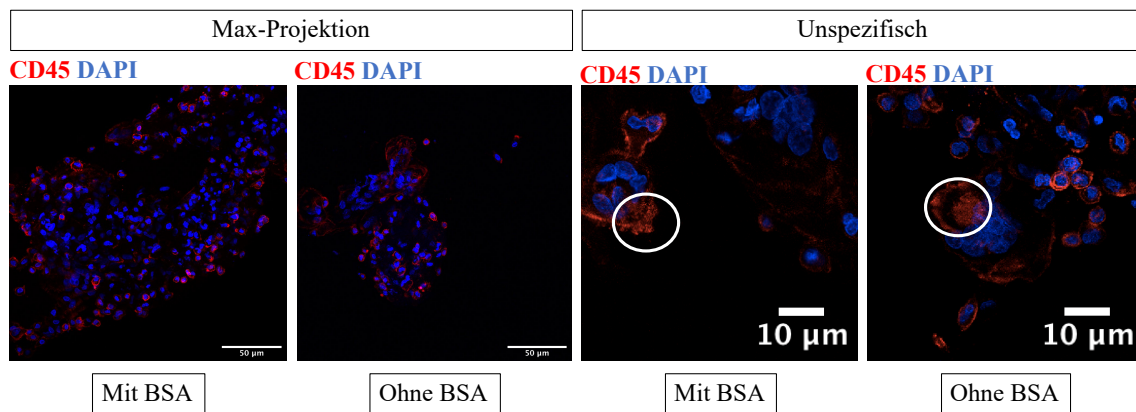 Max-Projektion
Unspezifisch
CD45 DAPI
CD45 DAPI
CD45 DAPI
CD45 DAPI
50 µm
50 µm
10 µm
10 µm
Mit BSA
Ohne BSA
Mit BSA
Ohne BSA